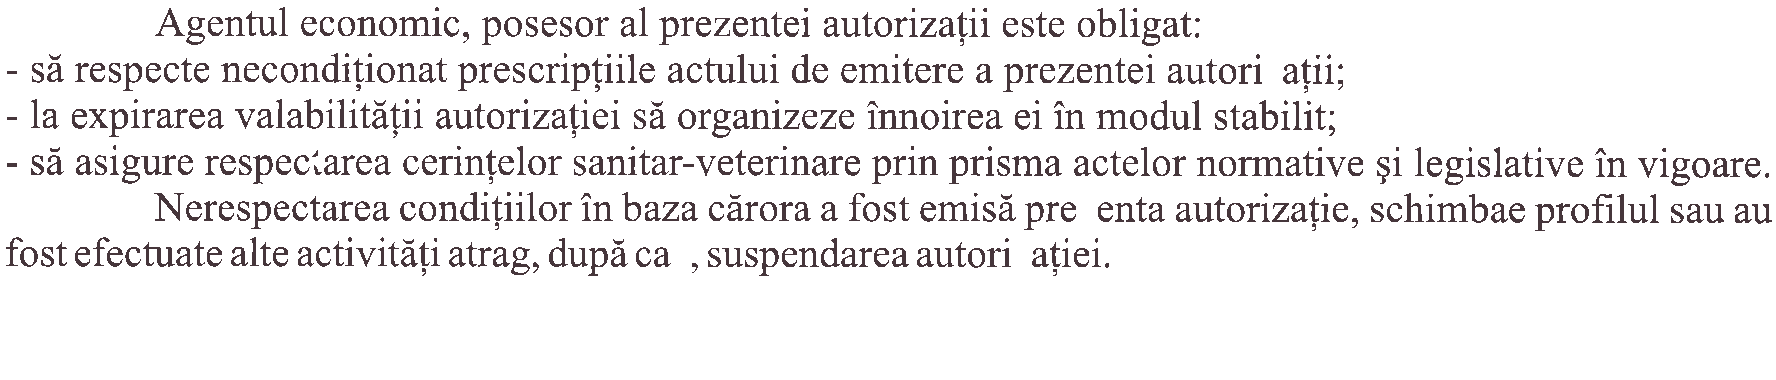 Agentul economic, posesor al prezentei autorizații este obligat:
- să respecte necondiționat prescripțiile actului de emitere a prezentei autori ații;
- la expirarea valabilității autorizației să organizeze înnoirea ei în modul stabilit;
- să asigure respectarea cerințelor sanitar-veterinare prin prisma actelor normative şi legislative în vigoare.
Nerespectarea condițiilor în baza cărora a fost emisă pre enta autorizație, schimbae profilul sau au
fost efectuate alte activități atrag, după ca , suspendarea autori ației.